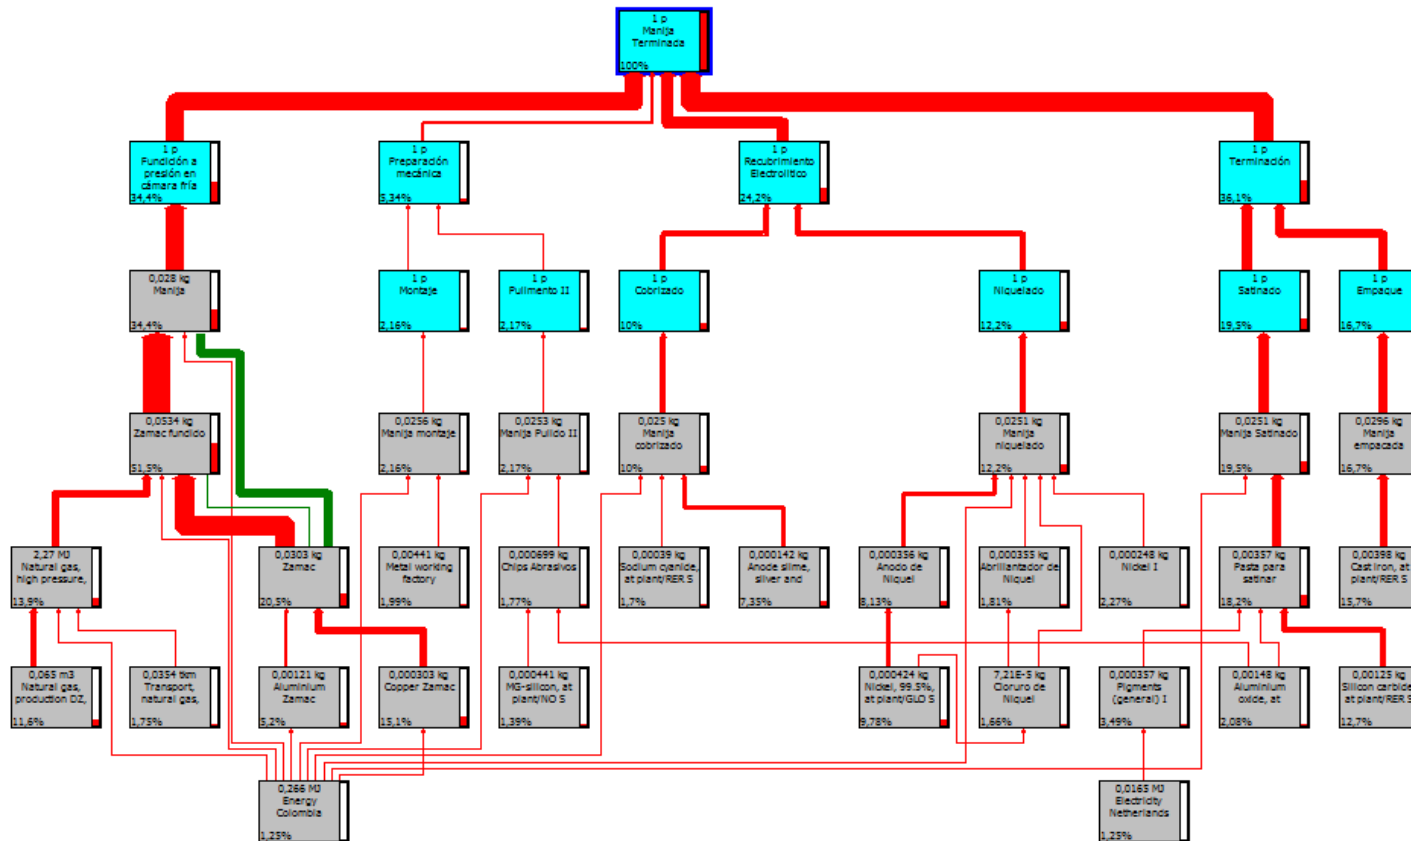 1 p
Manija
Terminada
100%
1 p
Fundición a
presión en
cámara fría
34,4%
1 p
Preparación
mecánica
5,34%
1 p
Recubrimiento
Electrolítico
24,2%
1 p
Terminación
36,1%
0,028 kg
Manija
34,4%
1 p
Montaje
2,16%
1 p
Pulimento II
2,17%
1 p
Cobrizado
10%
1 p
Niquelado
12,2%
1 p
Satinado
19,5%
1 p
Empaque
16,7%
0,0534 kg
Zamac fundido
51,5%
0,0256 kg
Manija montaje
2,16%
0,0253 kg
Manija Pulido II
2,17%
0,025 kg
Manija
cobrizado
10%
0,0251 kg
Manija
niquelado
12,2%
0,0251 kg
Manija Satinado
19,5%
0,0296 kg
Manija
empacada
16,7%
2,27 MJ
Natural gas,
high pressure,
13,9%
0,0303 kg
Zamac
20,5%
0,00441 kg
Metal working
factory
1,99%
0,000699 kg
Chips Abrasivos
1,77%
0,00039 kg
Sodium cyanide,
at plant/RER S
1,7%
0,000142 kg
Anode slime,
silver and
7,35%
0,000356 kg
Anodo de
Niquel
8,13%
0,000355 kg
Abrillantador de
Niquel
1,81%
0,000248 kg
Nickel I
2,27%
0,00357 kg
Pasta para
satinar
18,2%
0,00398 kg
Cast iron, at
plant/RER S
15,7%
0,065 m3
Natural gas,
production DZ,
11,6%
0,0354 tkm
Transport,
natural gas,
1,75%
0,00121 kg
Aluminium
Zamac
5,2%
0,000303 kg
Copper Zamac
15,1%
0,000441 kg
MG-silicon, at
plant/NO S
1,39%
0,000424 kg
Nickel, 99.5%,
at plant/GLO S
9,78%
7,21E-5 kg
Cloruro de
Niquel
1,66%
0,000357 kg
Pigments
(general) I
3,49%
0,00148 kg
Aluminium
oxide, at
2,08%
0,00125 kg
Silicon carbide,
at plant/RER S
12,7%
0,266 MJ
Energy
Colombia
1,25%
0,0165 MJ
Electricity
Netherlands
1,25%